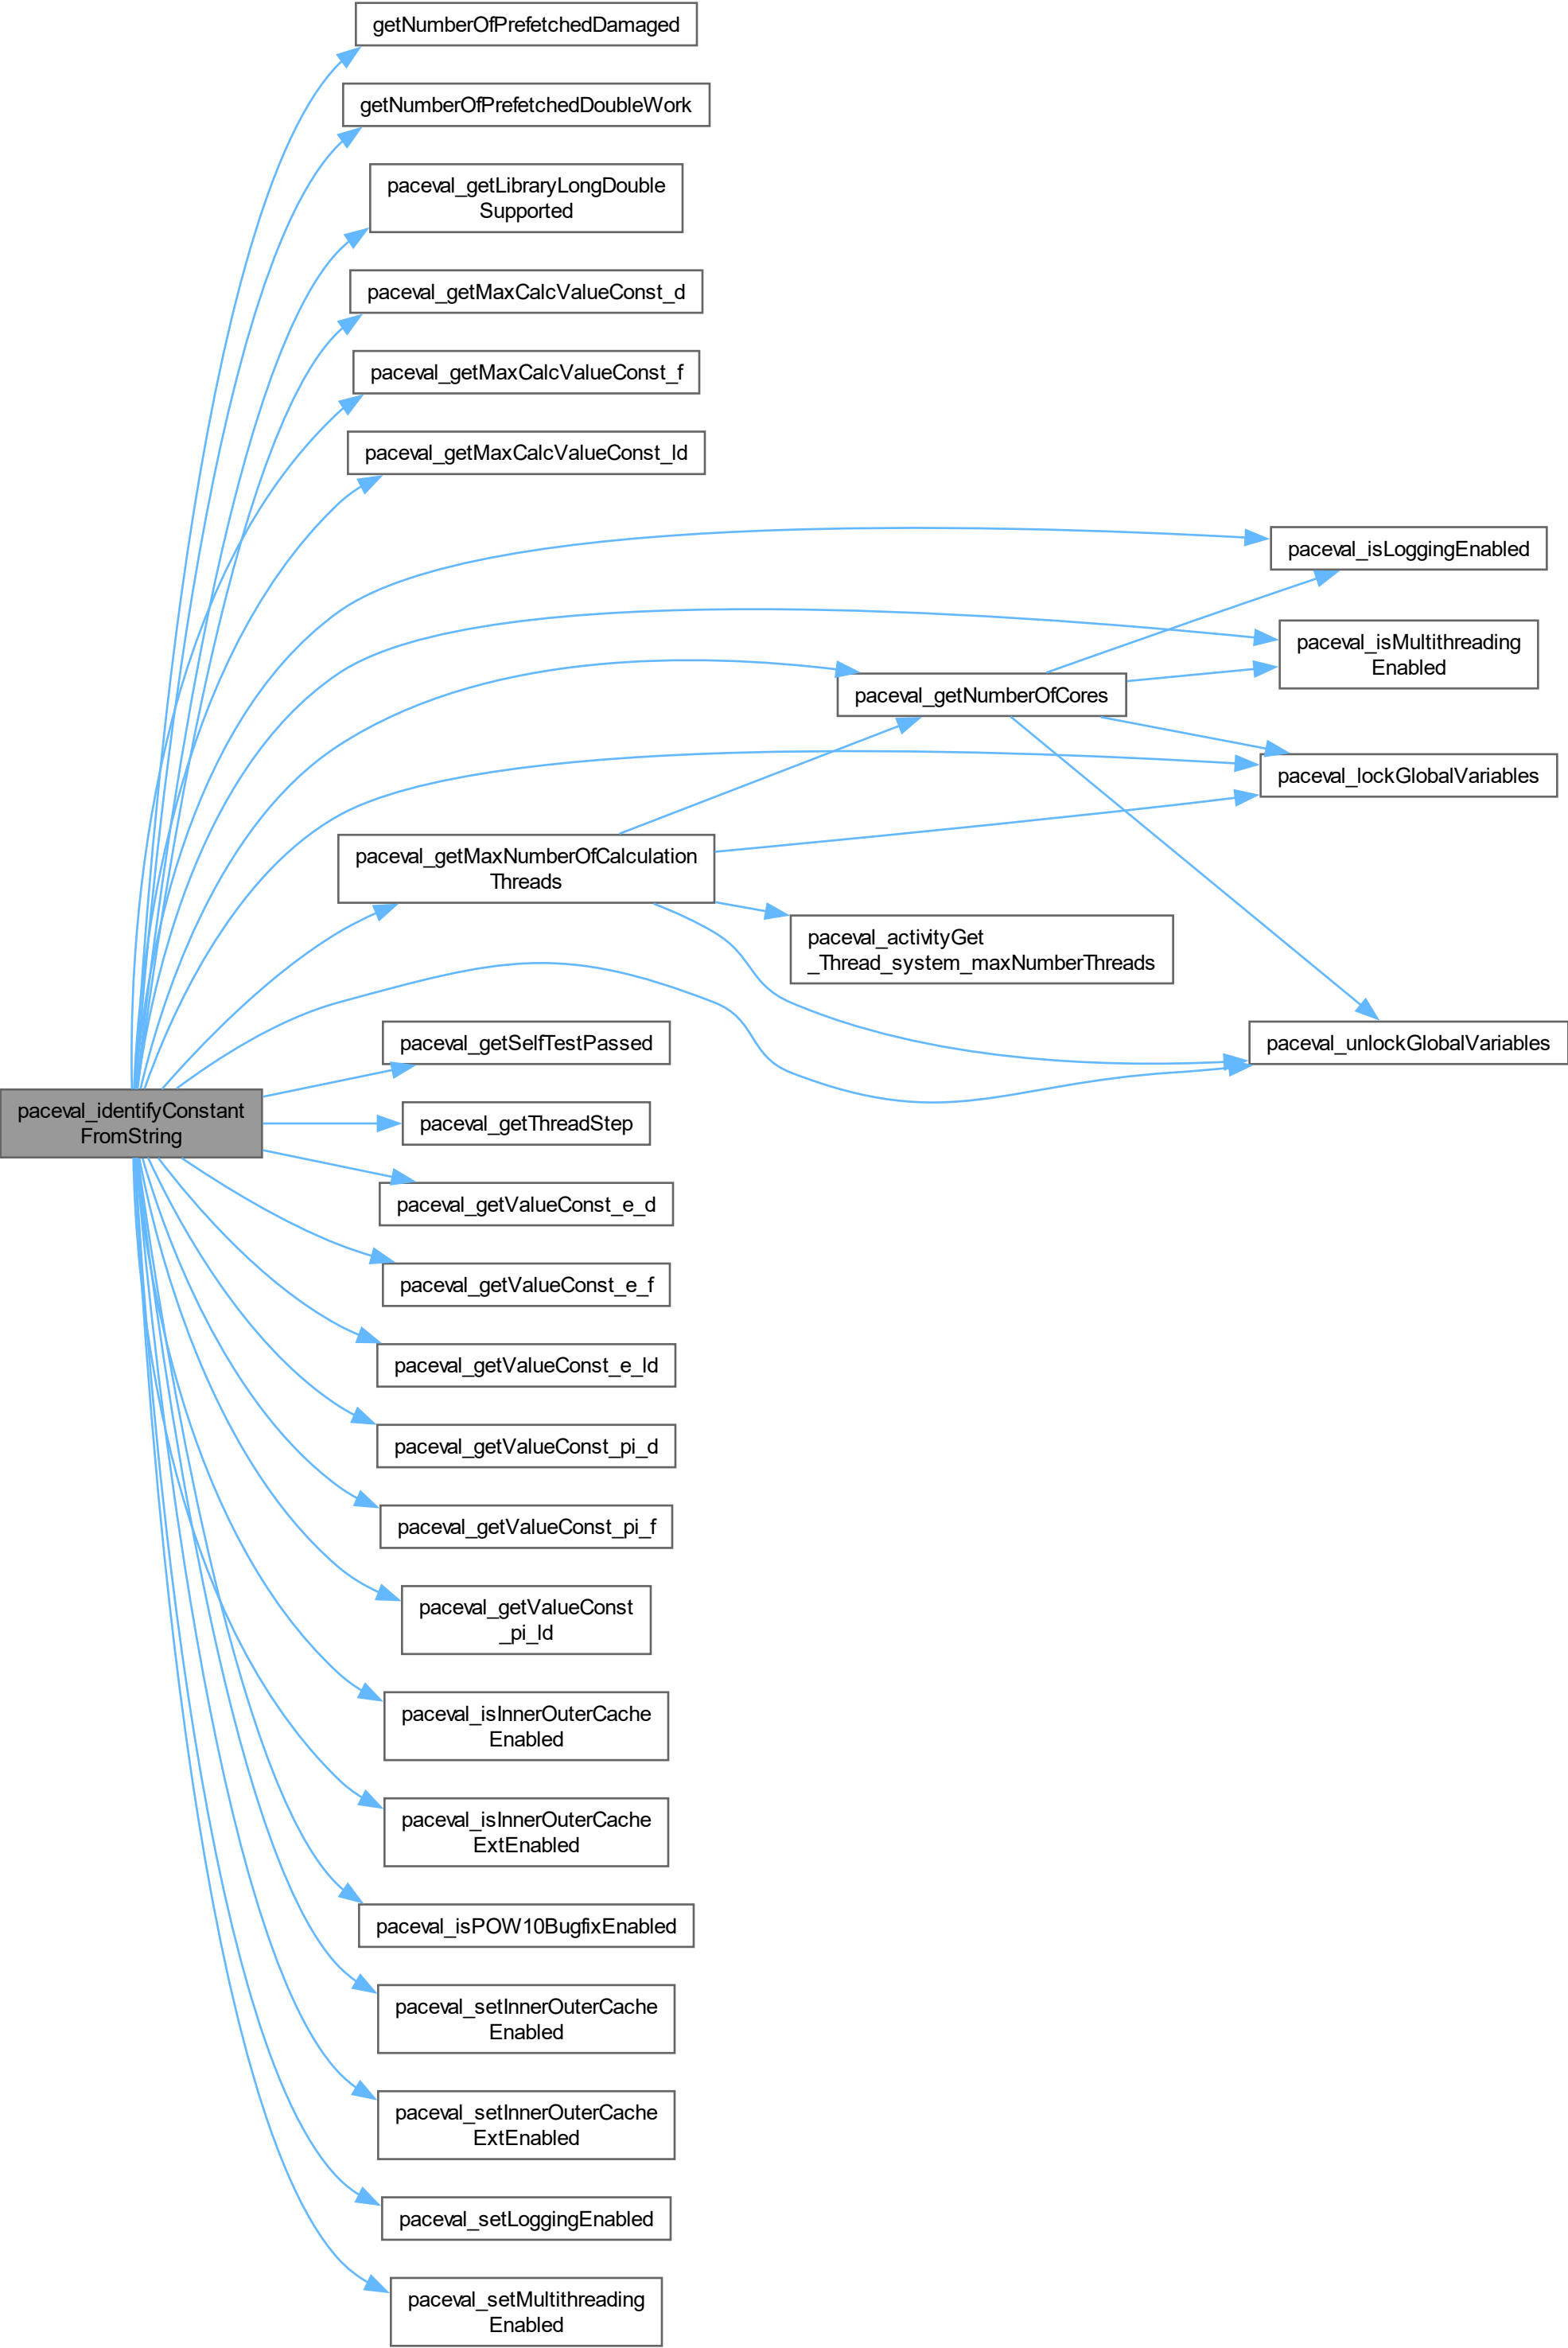 getNumberOfPrefetchedDamaged
getNumberOfPrefetchedDoubleWork
paceval_getLibraryLongDouble
Supported
paceval_getMaxCalcValueConst_d
paceval_getMaxCalcValueConst_f
paceval_getMaxCalcValueConst_ld
paceval_isLoggingEnabled
paceval_isMultithreading
Enabled
paceval_getNumberOfCores
paceval_lockGlobalVariables
paceval_getMaxNumberOfCalculation
Threads
paceval_activityGet
_Thread_system_maxNumberThreads
paceval_getSelfTestPassed
paceval_unlockGlobalVariables
paceval_identifyConstant
FromString
paceval_getThreadStep
paceval_getValueConst_e_d
paceval_getValueConst_e_f
paceval_getValueConst_e_ld
paceval_getValueConst_pi_d
paceval_getValueConst_pi_f
paceval_getValueConst
_pi_ld
paceval_isInnerOuterCache
Enabled
paceval_isInnerOuterCache
ExtEnabled
paceval_isPOW10BugfixEnabled
paceval_setInnerOuterCache
Enabled
paceval_setInnerOuterCache
ExtEnabled
paceval_setLoggingEnabled
paceval_setMultithreading
Enabled